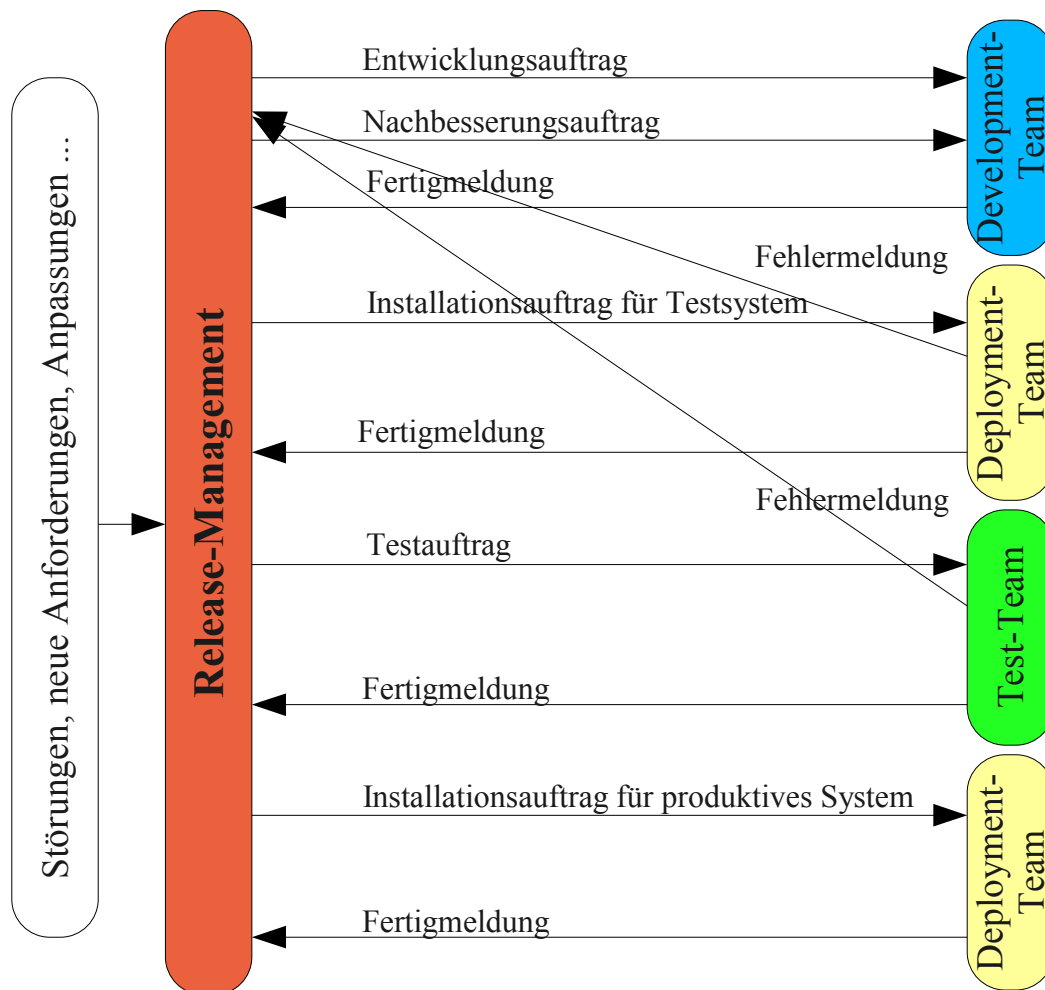 Störungen, neue Anforderungen, Anpassungen ...
Release-Management
Entwicklungsauftrag
Nachbesserungsauftrag
Fertigmeldung
Development-
Team
Fehlermeldung
Installationsauftrag für Testsystem
Fertigmeldung
Deployment-
Team
Fehlermeldung
Testauftrag
Fertigmeldung
Test-Team
Installationsauftrag für produktives System
Fertigmeldung
Deployment-
Team